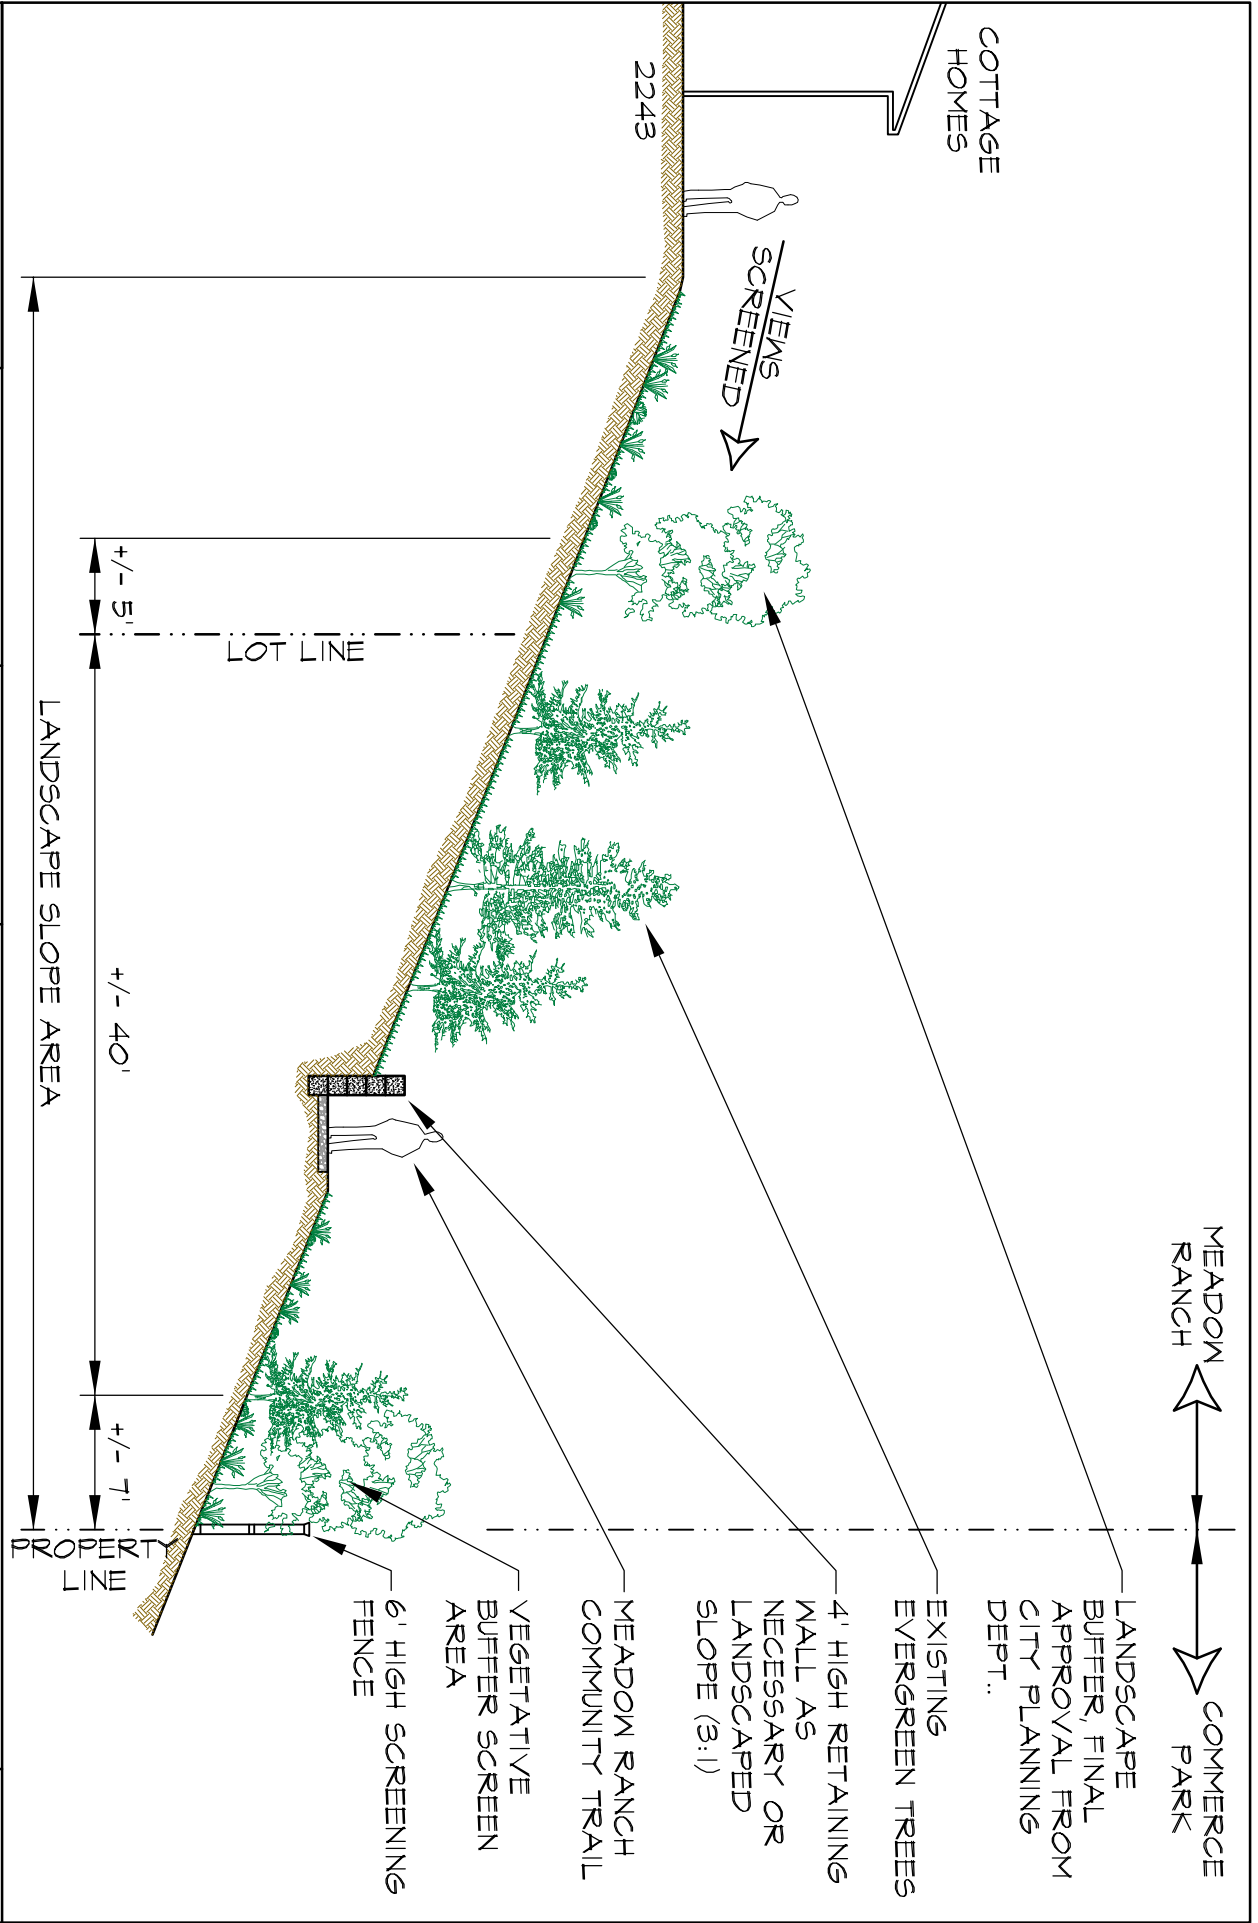 COTTAGE
HOMES
2243
VIEWS
SCREENED
MEADOW
RANCH
COMMERCE
PARK
LANDSCAPE
BUFFER, FINAL
APPROVAL FROM
CITY PLANNING
DEPT..
EXISTING
EVERGREEN TREES
4' HIGH RETAINING
WALL AS
NECESSARY OR
LANDSCAPED
SLOPE (3:1)
MEADOW RANCH
COMMUNITY TRAIL
VEGETATIVE
BUFFER SCREEN
AREA
6' HIGH SCREENING
FENCE
+/- 5'
LOT LINE
+/- 40'
+/- 7'
LANDSCAPE SLOPE AREA
PROPERTY
LINE